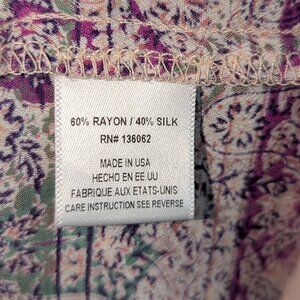 60% RAYON / 40% SILK
RN# 136062
MADE IN USA
HECHO EN EE.UU
FABRIQUE AUX ETATS-UNIS
CARE INSTRUCTION SEE REVERSE